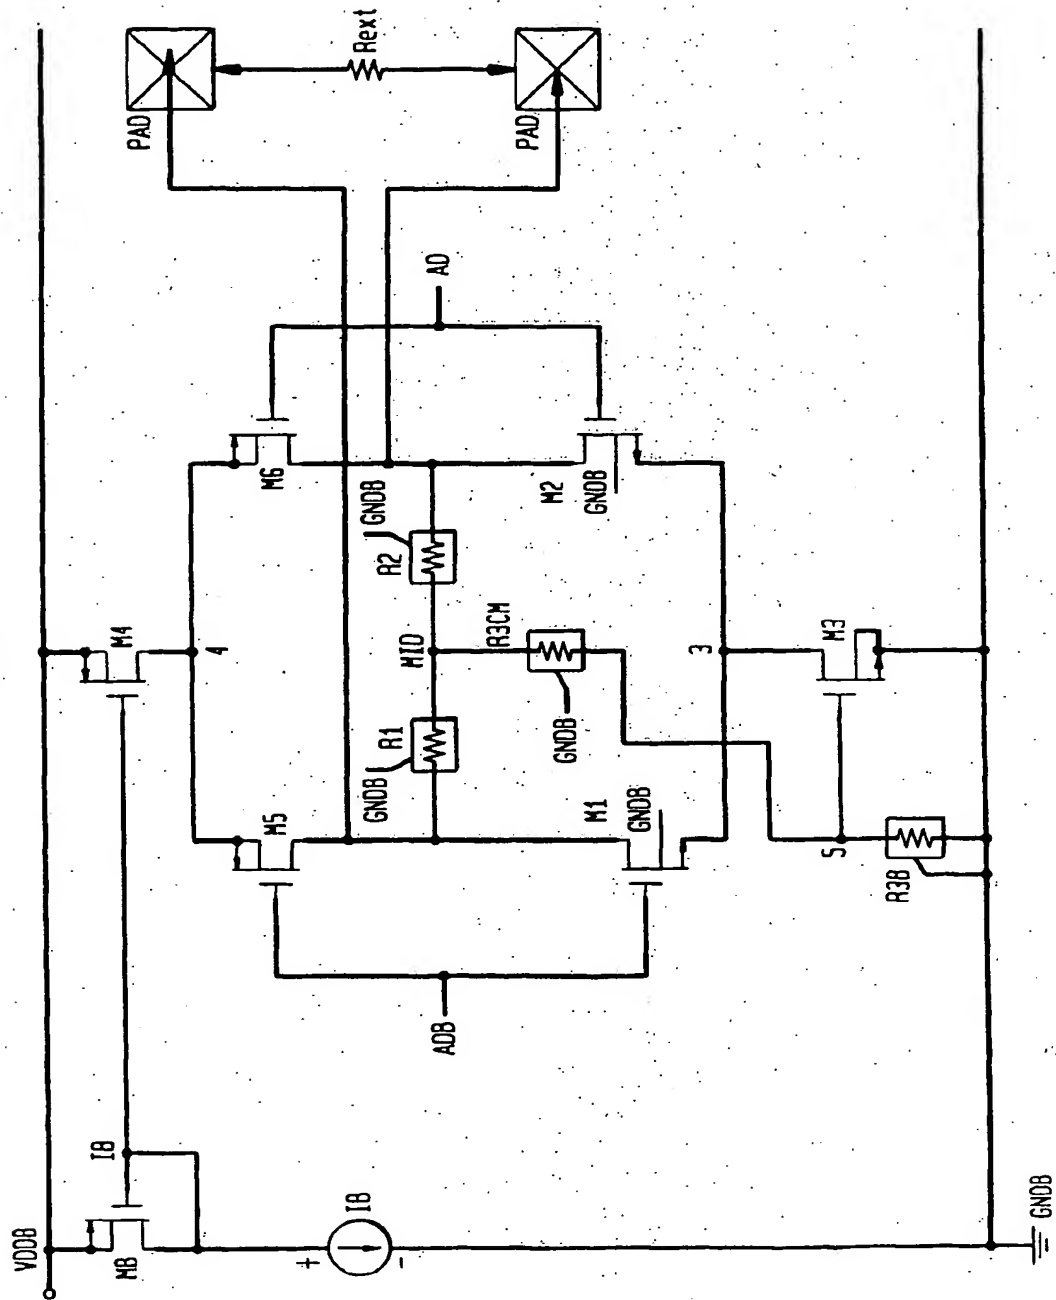 VDDB
IB
MB
M4
PAD
4
M5
M6
+
IB
-
Rext
GNDB
R1
GNDB
R2
MID
ADB
AD
R3CM
PAD
M2
GNDB
GNDB
M1
GNDB
3
M3
5
R3B
GNDB